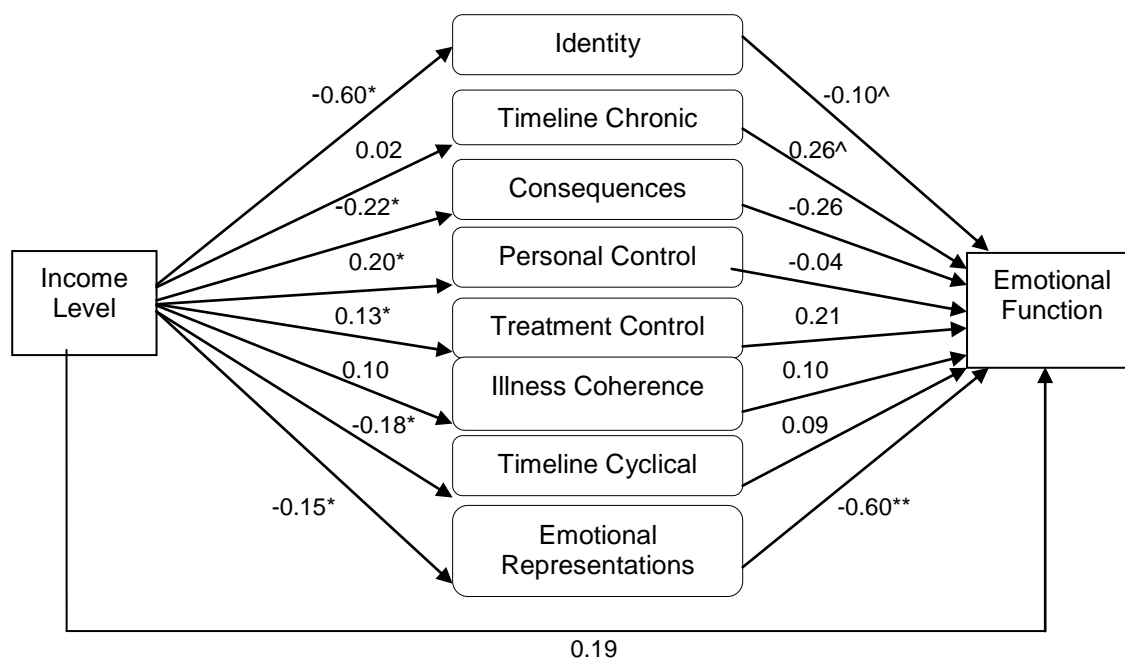 Identity
-0.60*
-0.10^
Timeline Chronic
0.02
0.26^
Consequences
-0.22*
-0.26
Income
Level
0.20*
Personal Control
-0.04
Emotional
Function
0.13*
Treatment Control
0.21
0.10
Illness Coherence
0.10
-0.18*
Timeline Cyclical
0.09
-0.15*
Emotional
Representations
-0.60**
0.19